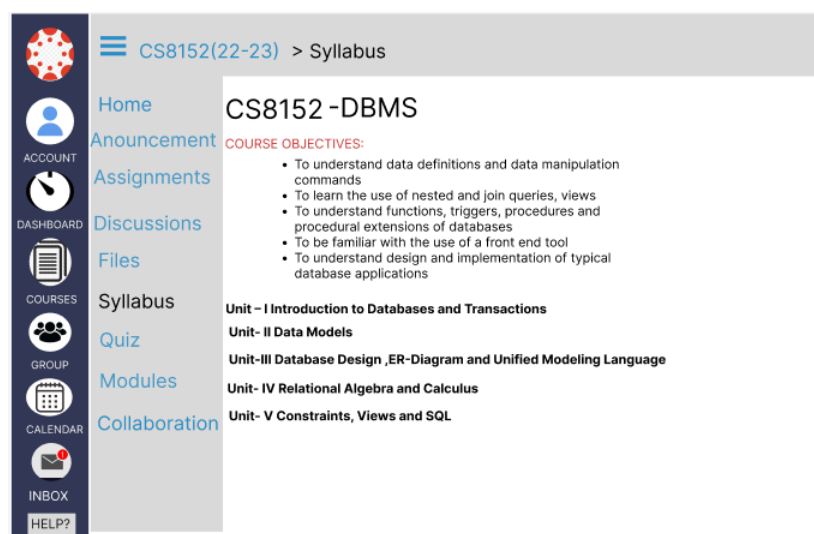 CS8152(22-23) > Syllabus
ACCOUNT
DASHBOARD
COURSES
GROUP
CALENDAR
1
INBOX
HELP?
Home
Anouncement
Assignments
Discussions
Files
Syllabus
Quiz
Modules
Collaboration
CS8152 -DBMS
COURSE OBJECTIVES:
• To understand data definitions and data manipulation
commands
• To learn the use of nested and join queries, views
• To understand functions, triggers, procedures and
procedural extensions of databases
• To be familiar with the use of a front end tool
• To understand design and implementation of typical
database applications
Unit – I Introduction to Databases and Transactions
Unit- II Data Models
Unit-III Database Design ,ER-Diagram and Unified Modeling Language
Unit- IV Relational Algebra and Calculus
Unit- V Constraints, Views and SQL